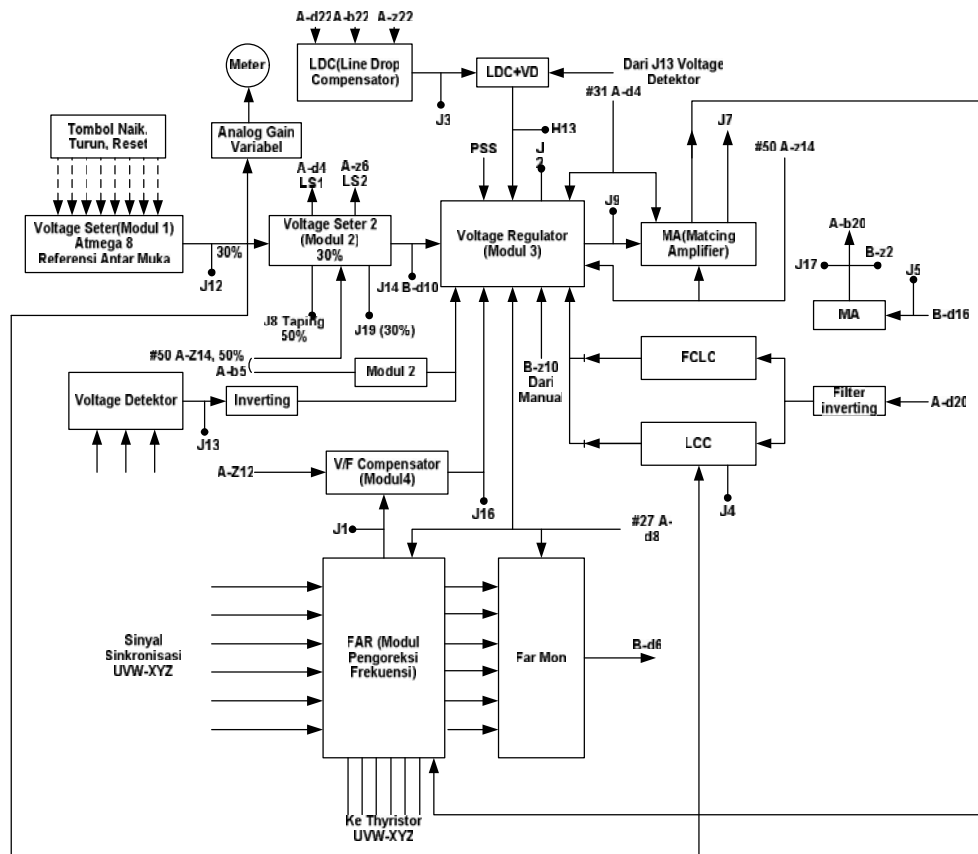 A-d22
A-b22
A-z22
Meter
LDC(Line Drop
Compensator)
LDC+VD
Dari J13 Voltage
Detektor
#31 A-d4
J3
J7
Tombol Naik,
Turun, Reset
Analog Gain
Variabel
H13
J
2
PSS
#50 A-z14
A-d4
LS1
A-z6
LS2
J9
Voltage Seter(Modul 1)
Atmega 8
Referensi Antar Muka
30%
J12
Voltage Seter 2
(Modul 2)
30%
J14
B-d10
Voltage Regulator
(Modul 3)
MA(Matcing
Amplifier)
A-b20
J17
B-z2
J5
MA
B-d16
J8 Taping
50%
J19 (30%)
#50 A-Z14, 50%
A-b5
Modul 2
B-z10
Dari
Manual
FCLC
Voltage Detektor
Inverting
J13
Filter
inverting
A-d20
LCC
J4
A-Z12
V/F Compensator
(Modul4)
J16
J1
#27 A-
d8
Sinyal
Sinkronisasi
UVW-XYZ
FAR (Modul
Pengoreksi
Frekuensi)
Far Mon
B-d6
Ke Thyristor
UVW-XYZ